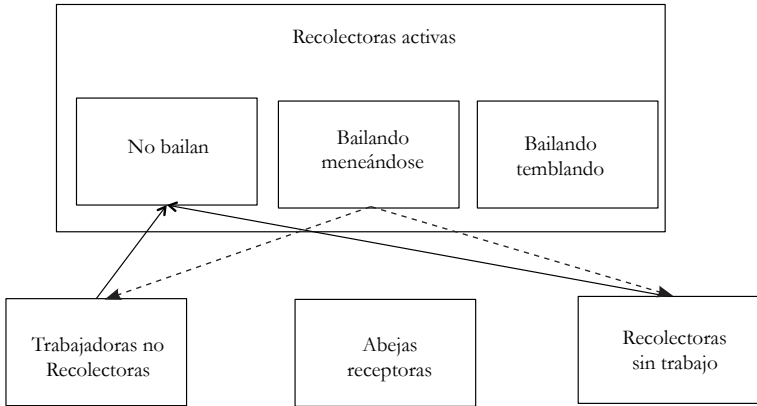 Recolectoras activas
No bailan
Bailando
meneándose
Bailando
temblando
Trabajadoras no
Recolectoras
Abejas
receptoras
Recolectoras
sin trabajo